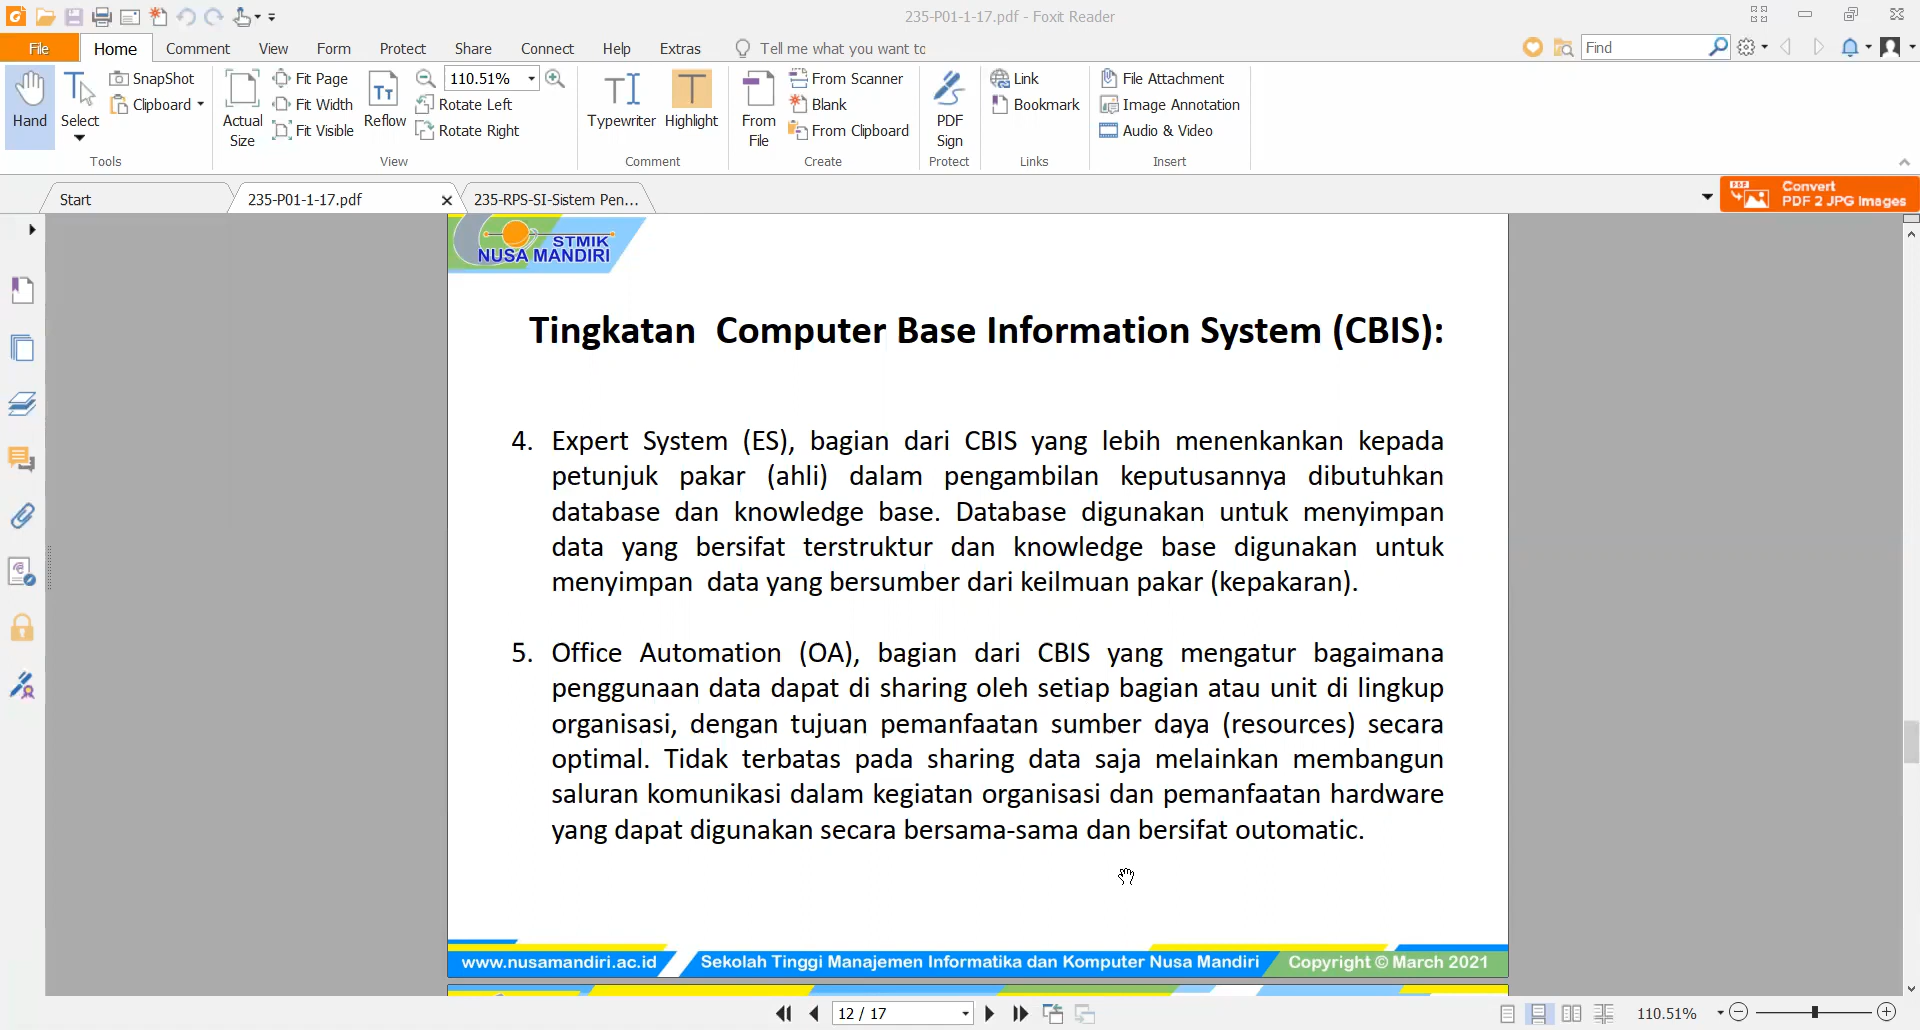 235-P01-1-17.pdf - Foxit Reader
File Home Comment View Form Protect Share Connect Help Extras Tell me what you want to Find
Hand
Select
SnapShot
Clipboard
Tools
Actual
Size
Fit Page
Fit Width
Fit Visible
Reflow
110.51%
Rotate Left
Rotate Right
View
Typewriter
Highlight
Comment
From
File
From Scanner
Blank
From Clipboard
Create
PDF
Sign
Protect
Link
Bookmark
Links
File Attachment
Image Annotation
Audio & Video
Insert
Start 235-P01-1-17.pdf 235-RPS-SI-Sistem Pen...
PDF
Convert
PDF 2 JPG Images
STMIK
NUSA MANDIRI
Tingkatan Computer Base Information System (CBIS):
4. Expert System (ES), bagian dari CBIS yang lebih menenkankan kepada
petunjuk pakar (ahli) dalam pengambilan keputusannya dibutuhkan
database dan knowledge base. Database digunakan untuk menyimpan
data yang bersifat terstruktur dan knowledge base digunakan untuk
menyimpan data yang bersumber dari keilmuan pakar (kepakaran).
5. Office Automation (OA), bagian dari CBIS yang mengatur bagaimana
penggunaan data dapat di sharing oleh setiap bagian atau unit di lingkup
organisasi, dengan tujuan pemanfaatan sumber daya (resources) secara
optimal. Tidak terbatas pada sharing data saja melainkan membangun
saluran komunikasi dalam kegiatan organisasi dan pemanfaatan hardware
yang dapat digunakan secara bersama-sama dan bersifat outomatic.
www.nusamandiri.ac.id Sekolah Tinggi Manajemen Informatika dan Komputer Nusa Mandiri Copyright © March 2021
12 / 17 110.51%